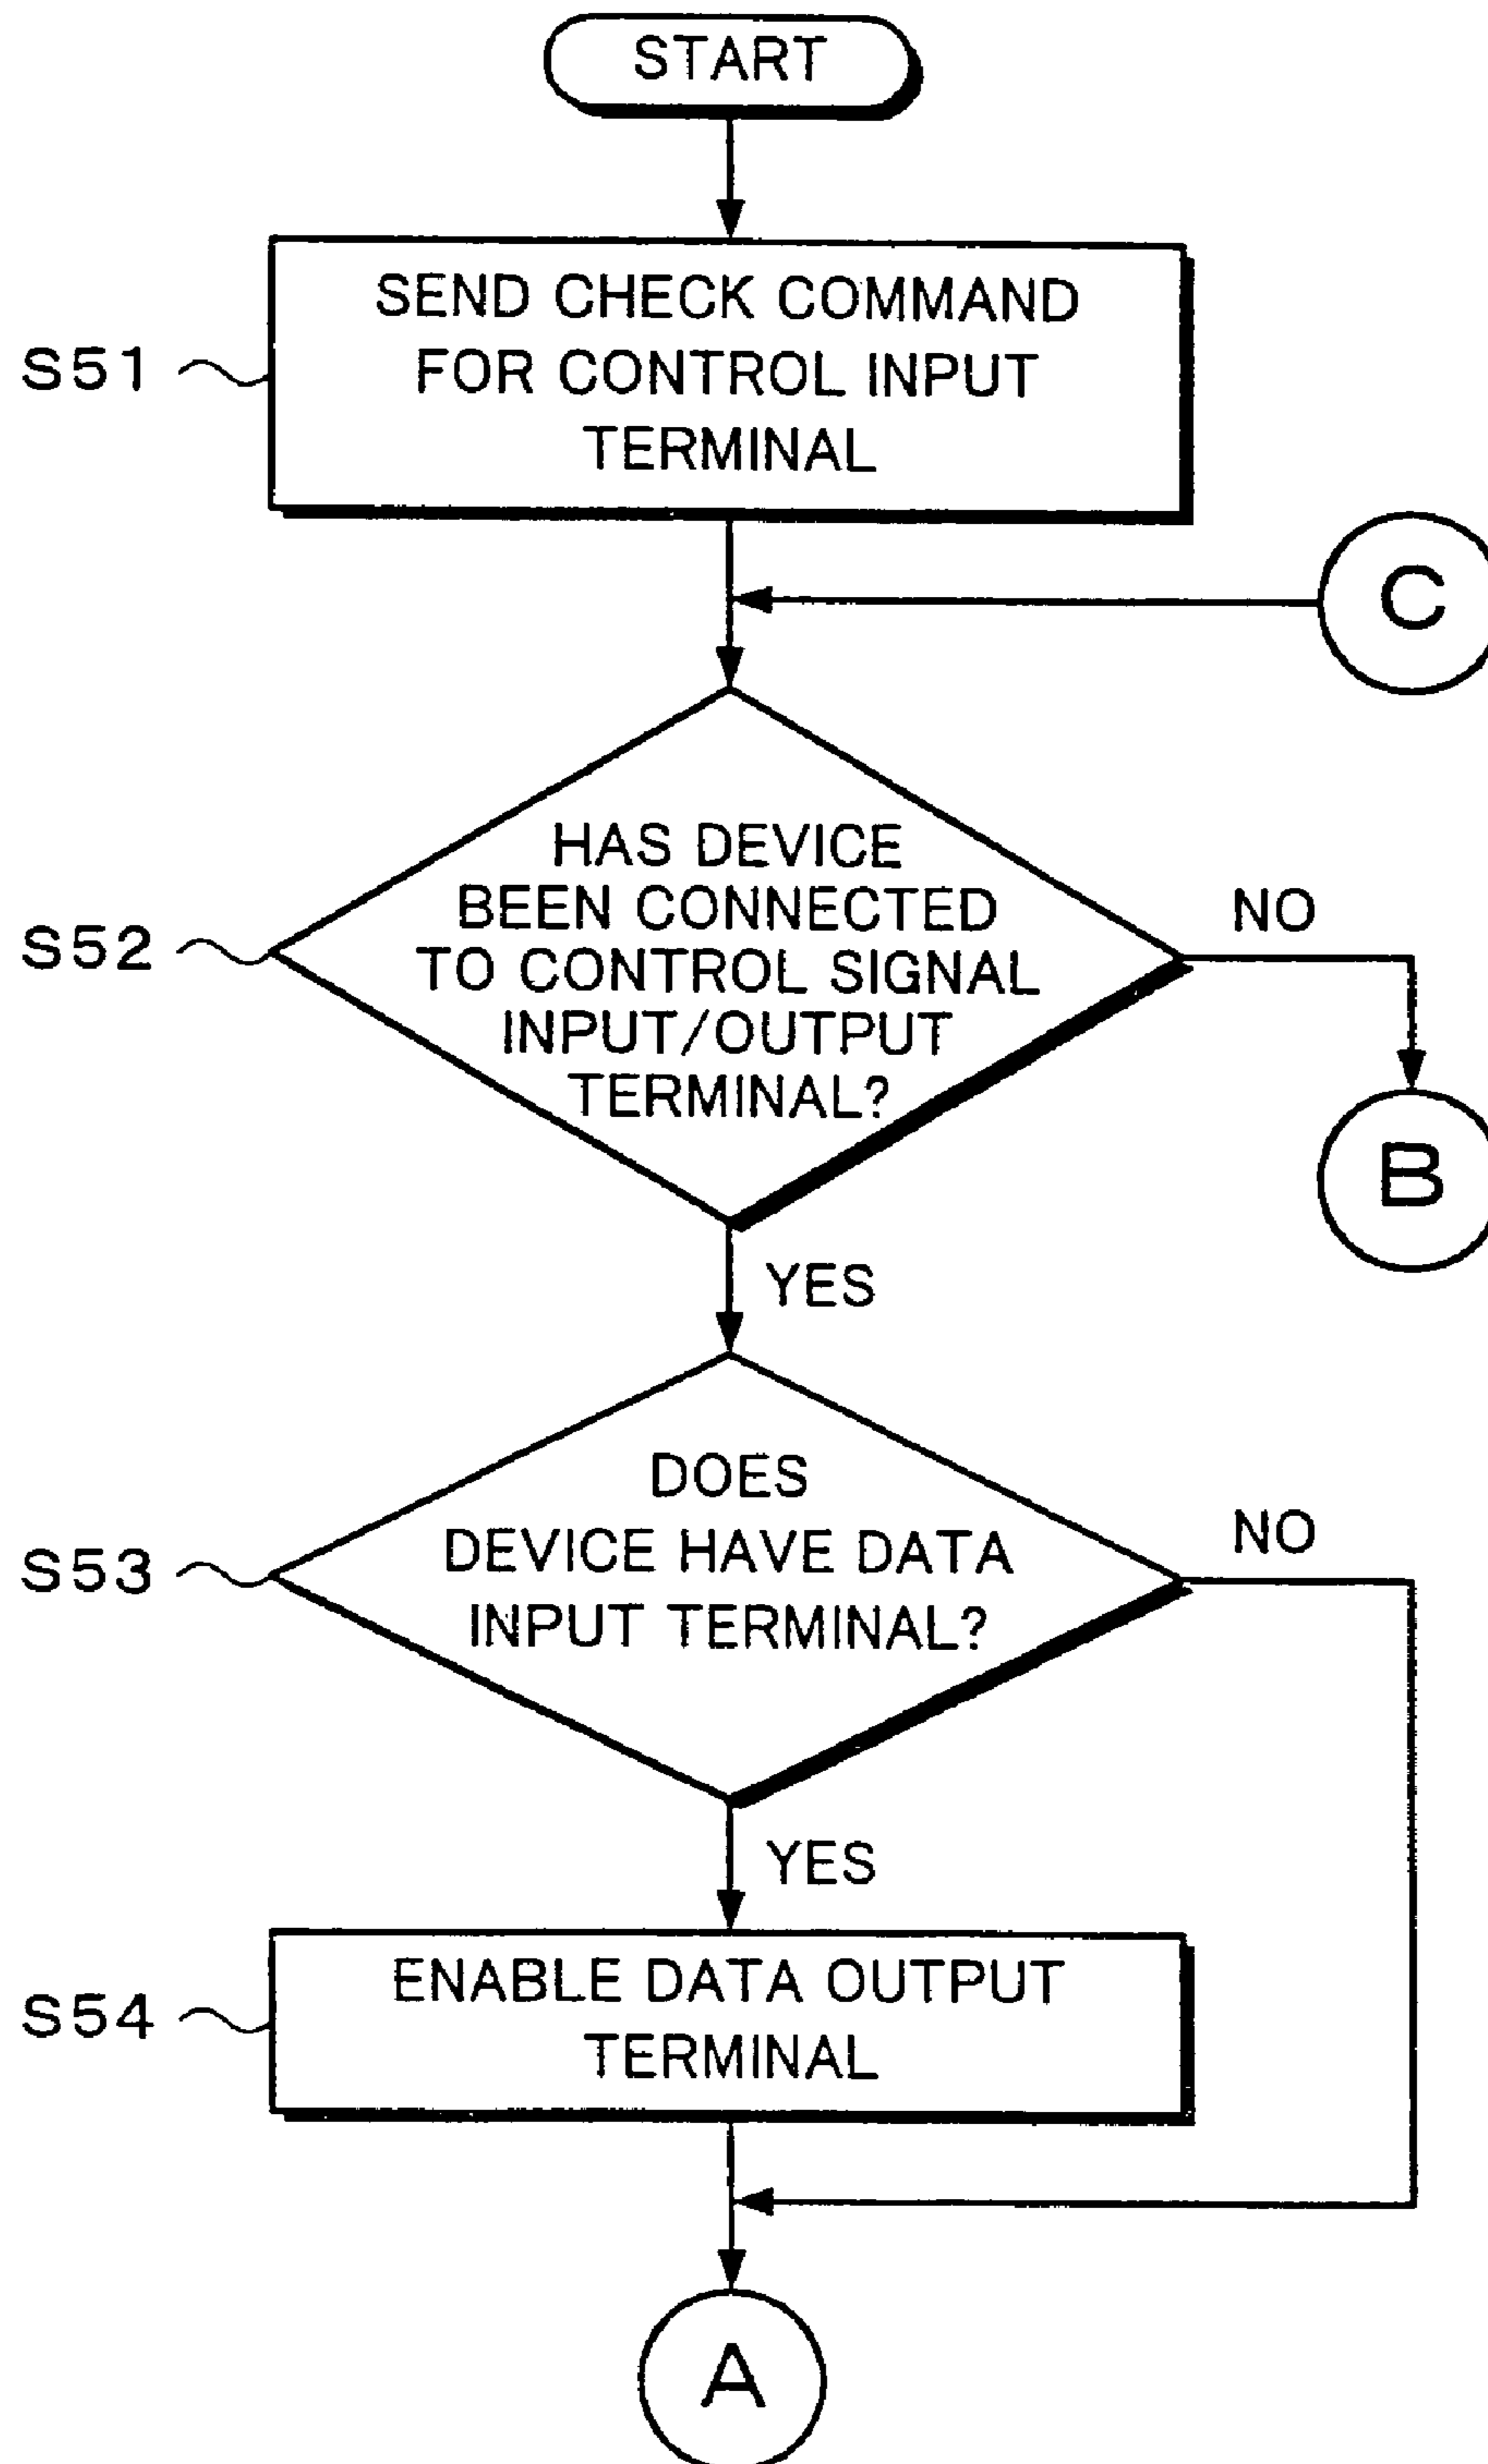 START
S51
SEND CHECK COMMAND
FOR CONTROL INPUT
TERMINAL
C
S52
HAS DEVICE
BEEN CONNECTED
TO CONTROL SIGNAL
INPUT/OUTPUT
TERMINAL?
NO
B
YES
S53
DOES
DEVICE HAVE DATA
INPUT TERMINAL?
NO
YES
S54
ENABLE DATA OUTPUT
TERMINAL
A